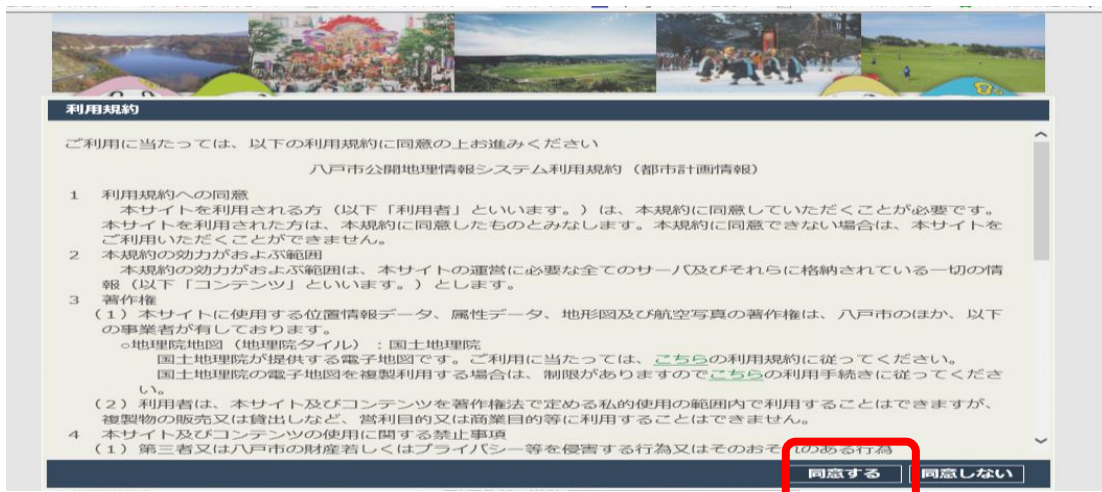 利用規約
ご利用に当たっては、以下の利用規約に同意の上お進みください
八戸市公開地理情報システム利用規約（都市計画情報）
1 利用規約への同意
本サイトを利用される方（以下「利用者」といいます。）は、本規約に同意していただくことが必要です。
本サイトを利用された方は、本規約に同意したものとみなします。本規約に同意できない場合は、本サイトを
ご利用いただくことができません。
2 本規約の効力がおよぶ範囲
本規約の効力がおよぶ範囲は、本サイトの運営に必要な全てのサーバ及びそれらに格納されている一切の情
報（以下「コンテンツ」といいます。）とします。
3 著作権
（１）本サイトに使用する位置情報データ、属性データ、地形図及び航空写真の著作権は、八戸市のほか、以下
の事業者が有しております。
○地理院地図（地理院タイル）：国土地理院
国土地理院が提供する電子地図です。ご利用に当たっては、こちらの利用規約に従ってください。
国土地理院の電子地図を複製利用する場合は、制限がありますのでこちらの利用手続きに従ってくださ
い。
（２）利用者は、本サイト及びコンテンツを著作権法で定める私的使用の範囲内で利用することはできますが、
複製物の販売又は貸出しなど、営利目的又は商業目的等に利用することはできません。
4 本サイト及びコンテンツの使用に関する禁止事項
（１）第三者又は八戸市の財産若しくはプライバシー等を侵害する行為又はそのおそれのある行為
同意する 同意しない